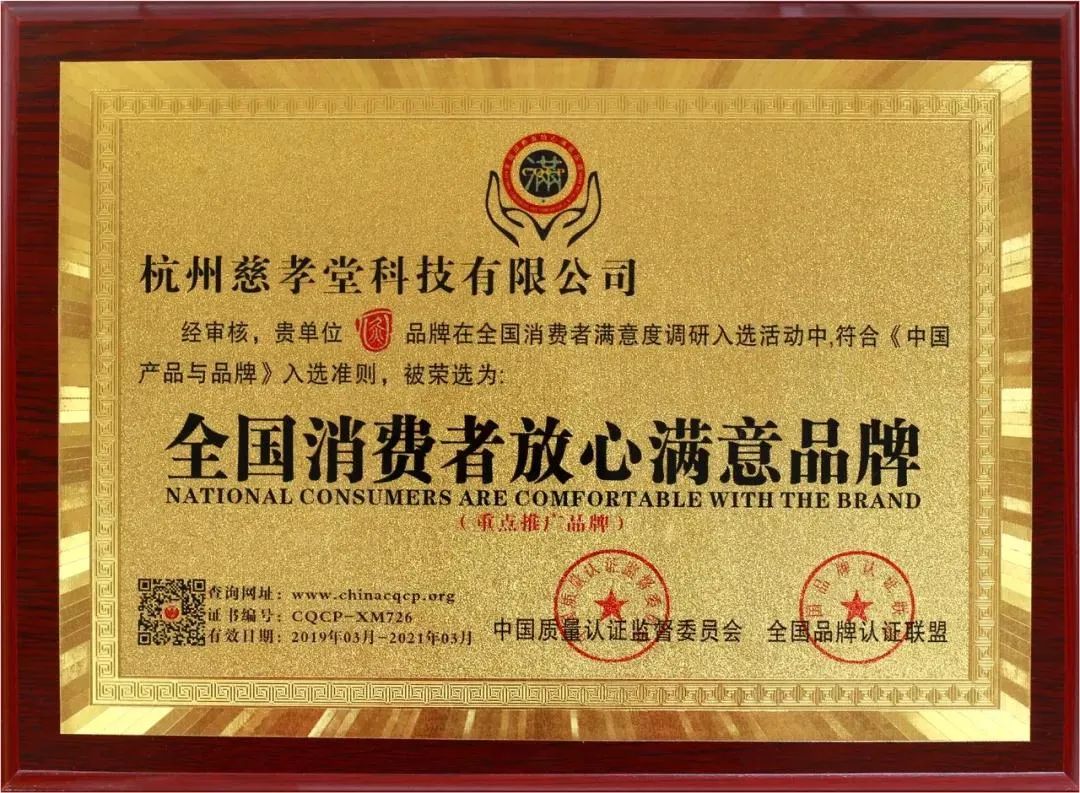 满
杭州慈孝堂科技有限公司
经审核，贵单位 品牌在全国消费者满意度调研入选活动中,符合《中国
产品与品牌》入选准则，被荣选为:
全国消费者放心满意品牌
NATIONAL CONSUMERS ARE COMFORTABLE WITH THE BRAND
（重点推广品牌）
查询网址：www.chinacqcp.org
证书编号：CQCP-XM726
有效日期：2019年03月-2021年03月
中国质量认证监督委员会 全国品牌认证联盟